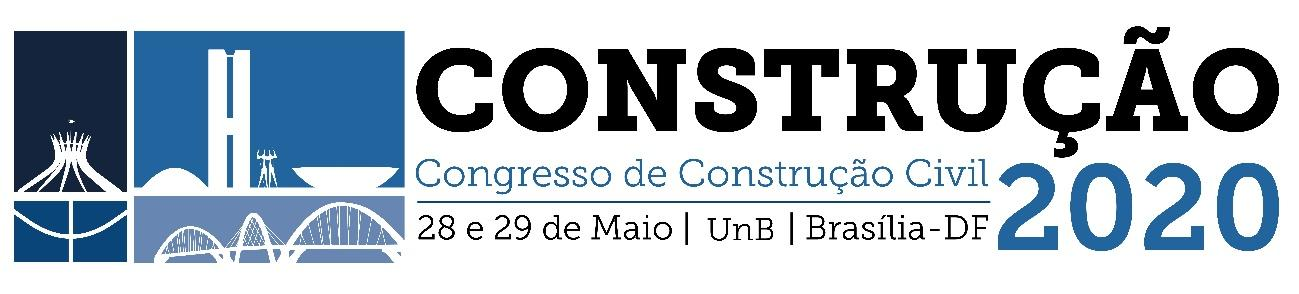 CONSTRUÇÃO
Congresso de Construção Civil
2020
28 e 29 de Maio | UnB | Brasília-DF